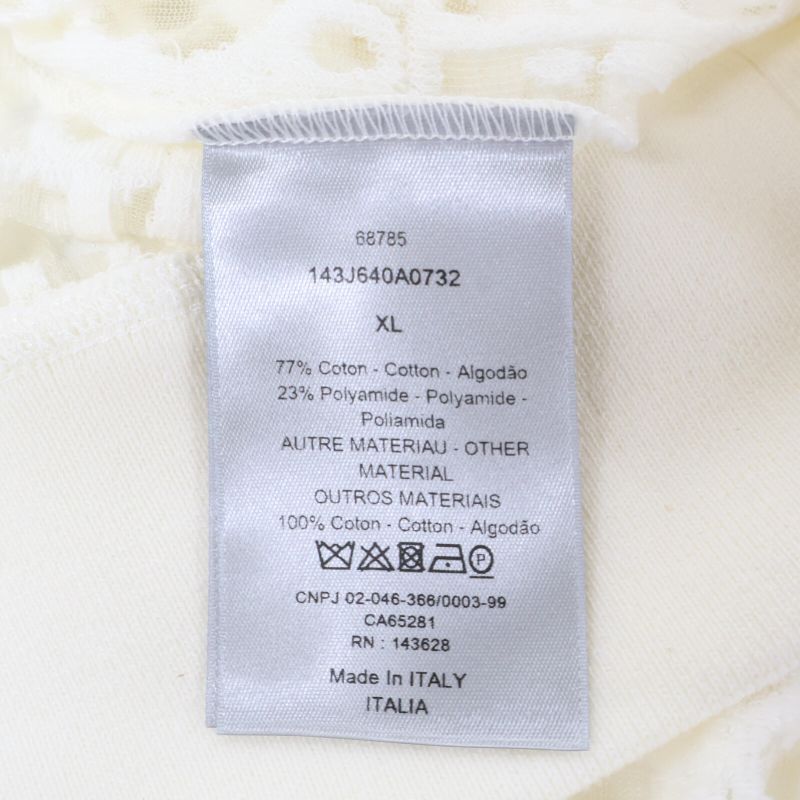 68785
143J640A0732
XL
77% Coton - Cotton - Algodão
23% Polyamide - Polyamide -
Poliamida
AUTRE MATERIAU - OTHER
MATERIAL
OUTROS MATERIAIS
100% Coton - Cotton - Algodão
P
CNPJ 02-046-366/0003-99
CA65281
RN : 143628
Made In ITALY
ITALIA